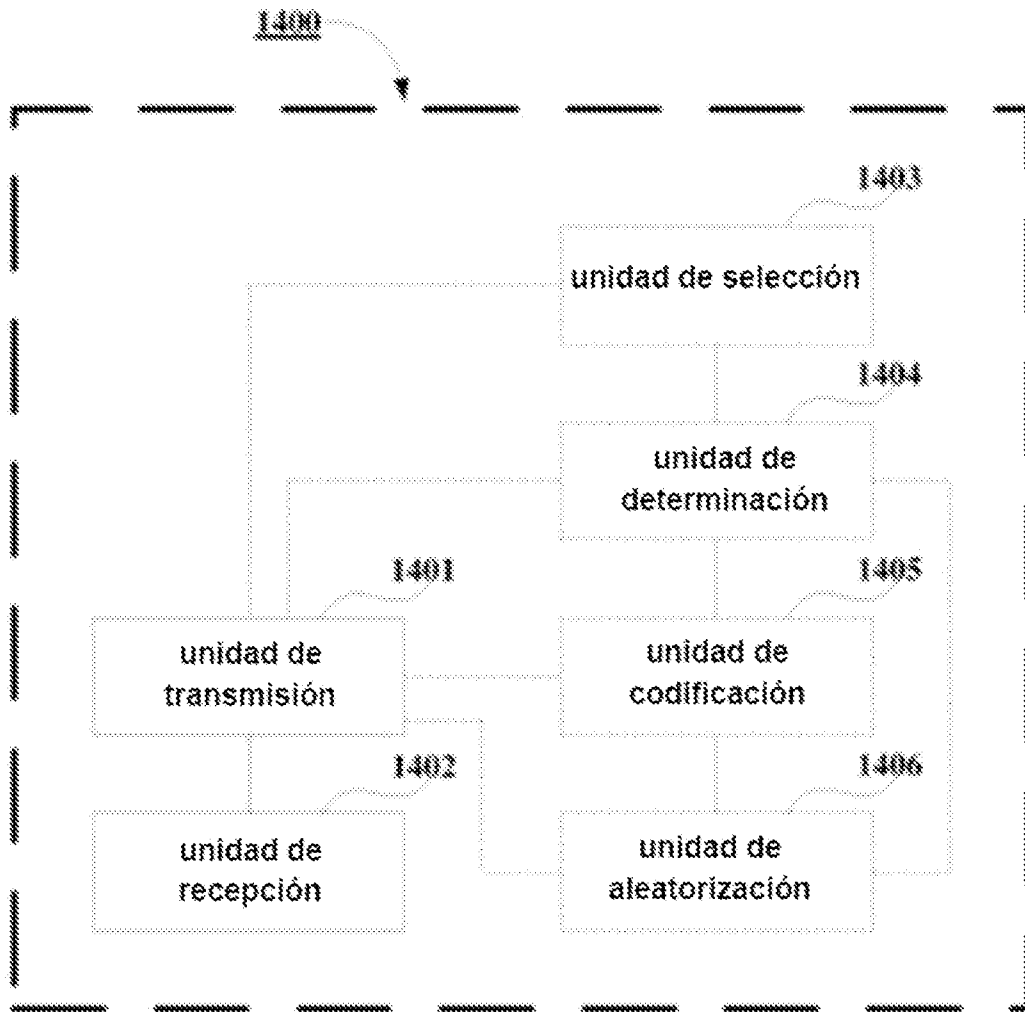 1400
1403
unidad de selección
1404
unidad de
determinación
1401
unidad de
transmisión
1405
unidad de
codificación
1402
unidad de
recepción
1406
unidad de
aleatorización